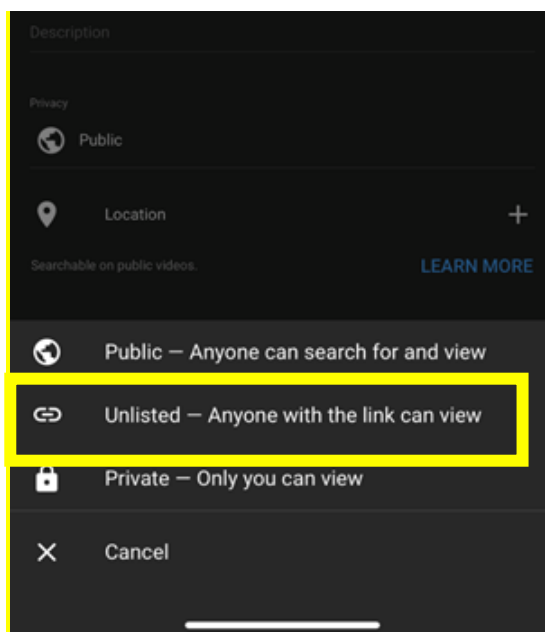 Description
Privacy
Public
Location
Searchable on public videos.
LEARN MORE
Public — Anyone can search for and view
Unlisted — Anyone with the link can view
Private — Only you can view
Cancel